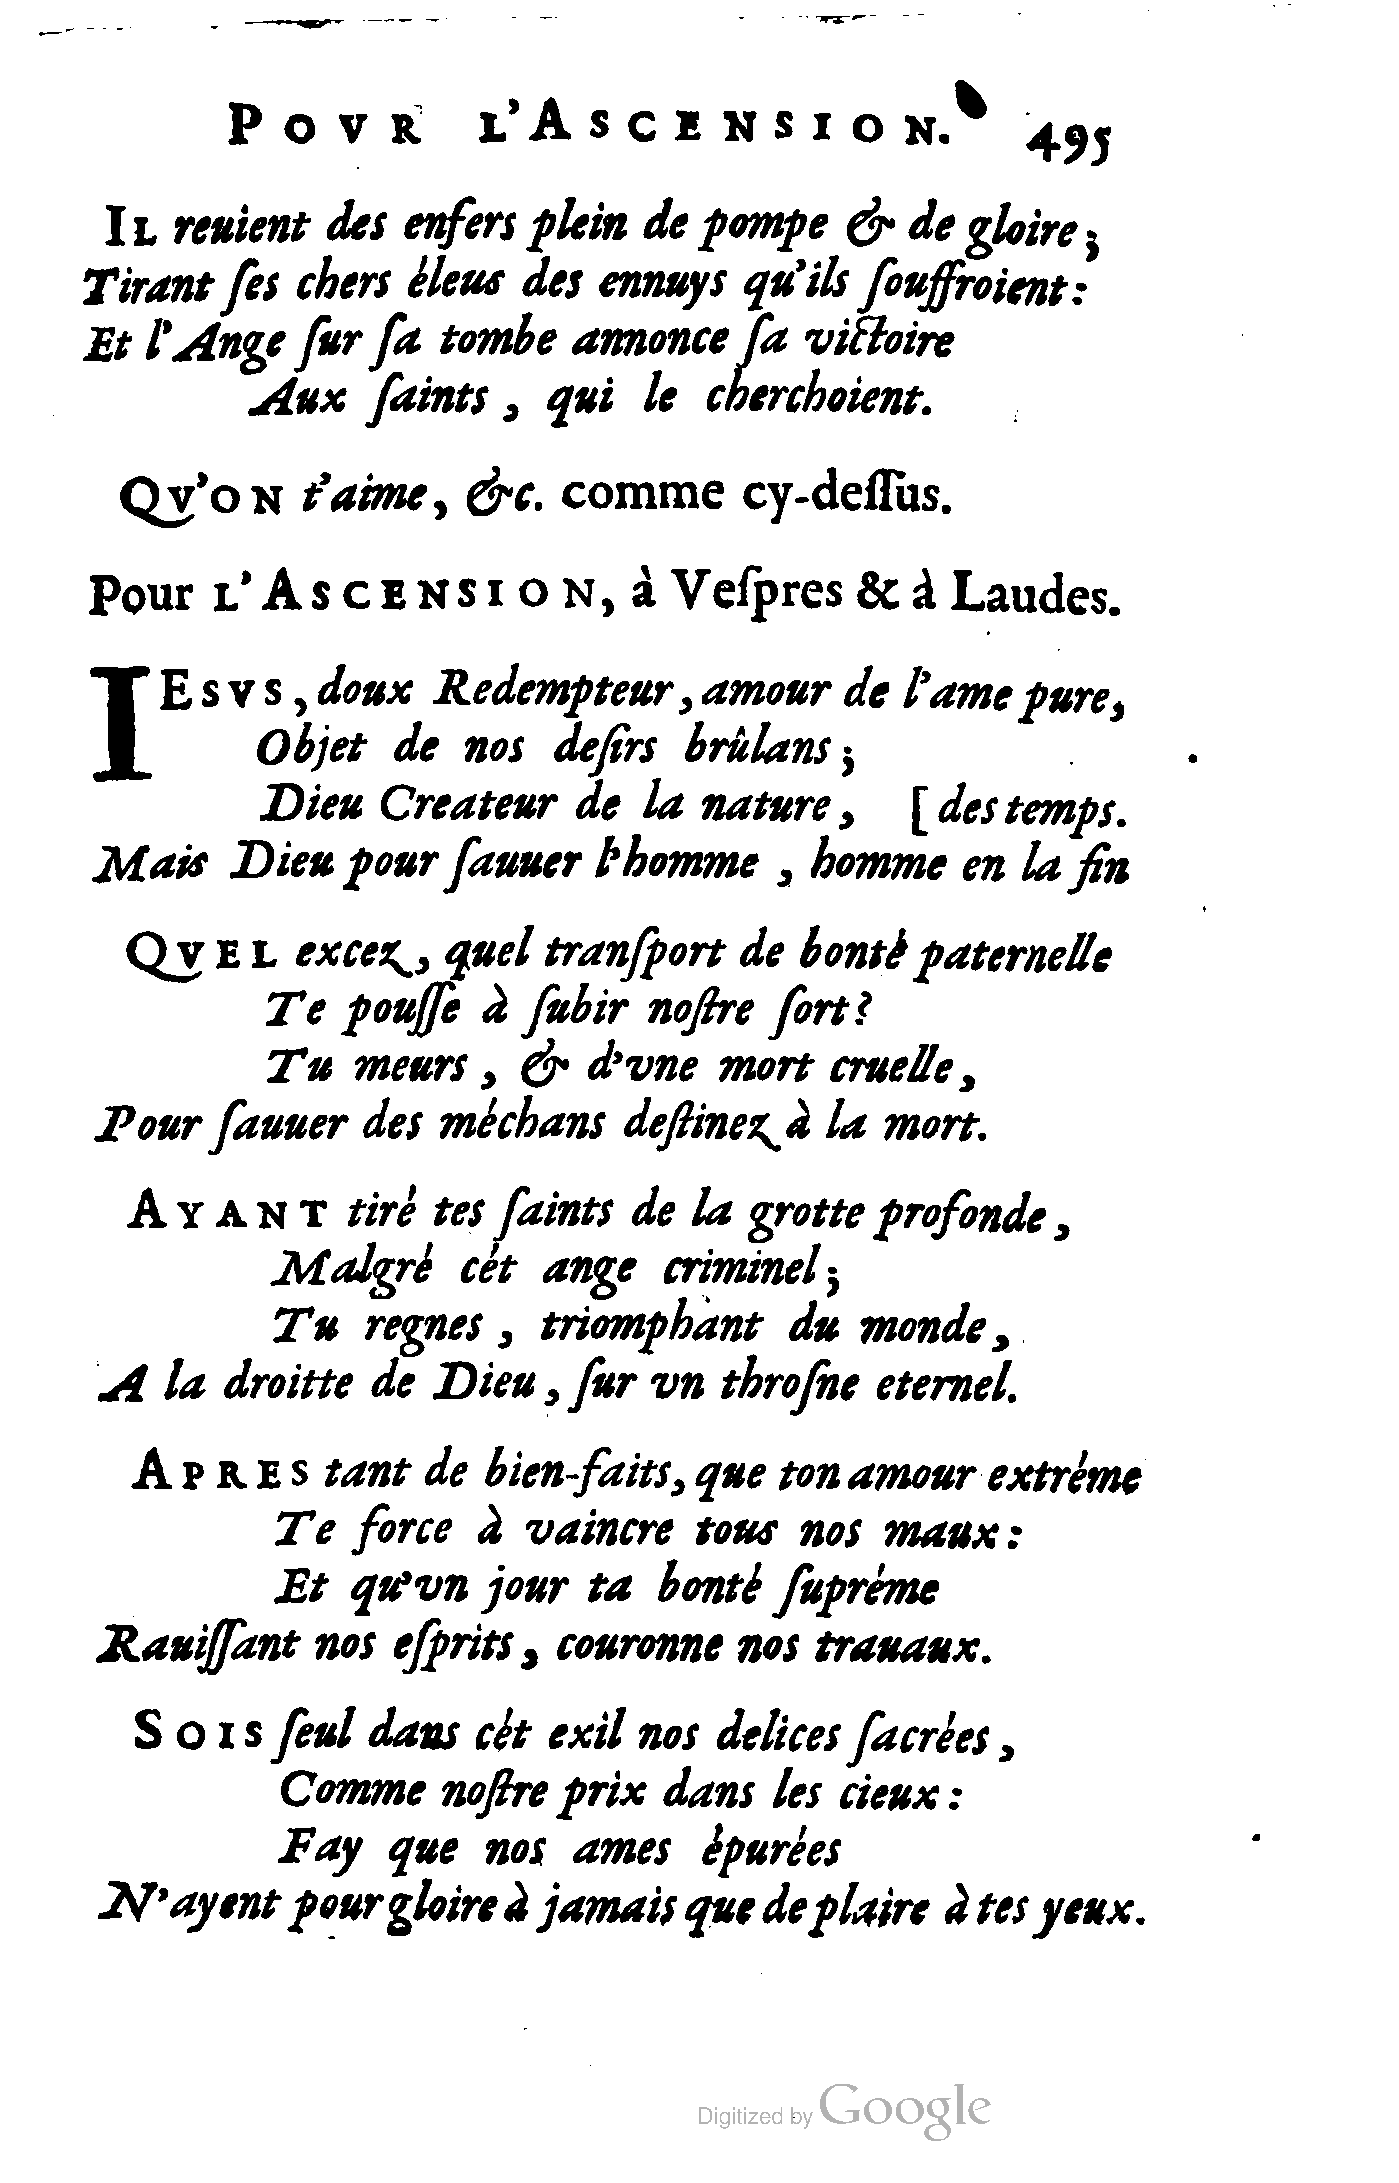 POVR L'ASCENSION. 495
IL reuient des enfers plein de pompe & de gloire;
Tirant ſes chers éleus des ennuys qu'ils ſouffroient:
Et l'Ange ſur ſa tombe annonce ſa victoire
Aux ſaints, qui le cherchoient.
QV'ON t'aime, &c. comme cy-deſſus.
Pour L'ASCENSION, à Veſpres & à Laudes.
IESVS, doux Redempteur, amour de l'ame pure,
Objet de nos deſirs brûlans;
Dieu Createur de la nature, [des temps.
Mais Dieu pour ſauuer l'homme, homme en la fin
QVEL excez, quel tranſport de bonté paternelle
Te pouſſe à ſubir noſtre ſort?
Tu meurs, & d'vne mort cruelle,
Pour ſauuer des méchans deſtinez à la mort.
AYANT tiré tes ſaints de la grotte profonde,
Malgré cét ange criminel;
Tu regnes, triomphant du monde,
A la droitte de Dieu, ſur vn throſne eternel.
APRES tant de bien-faits, que ton amour extréme
Te force à vaincre tous nos maux:
Et qu'vn jour ta bonté ſupréme
Rauiſſant nos eſprits, couronne nos trauaux.
SOIS ſeul dans cét exil nos delices ſacrées,
Comme noſtre prix dans les cieux:
Fay que nos ames épurées
N'ayent pour gloire à jamais que de plaire à tes yeux.
Digitized by Google